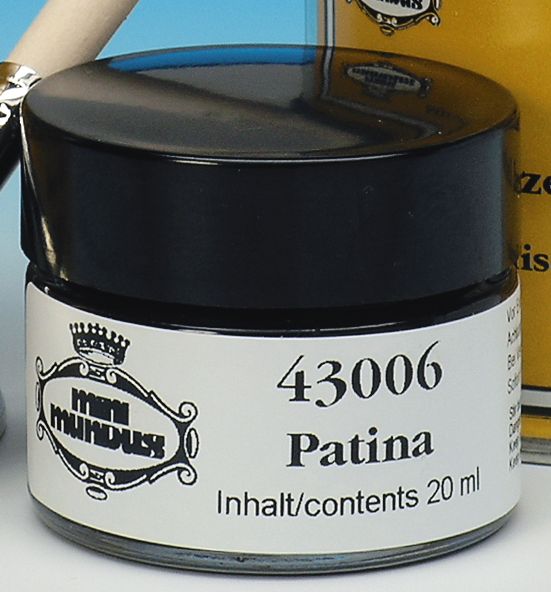 MINI
MUNDUS
43006
Patina
Inhalt/contents 20 ml